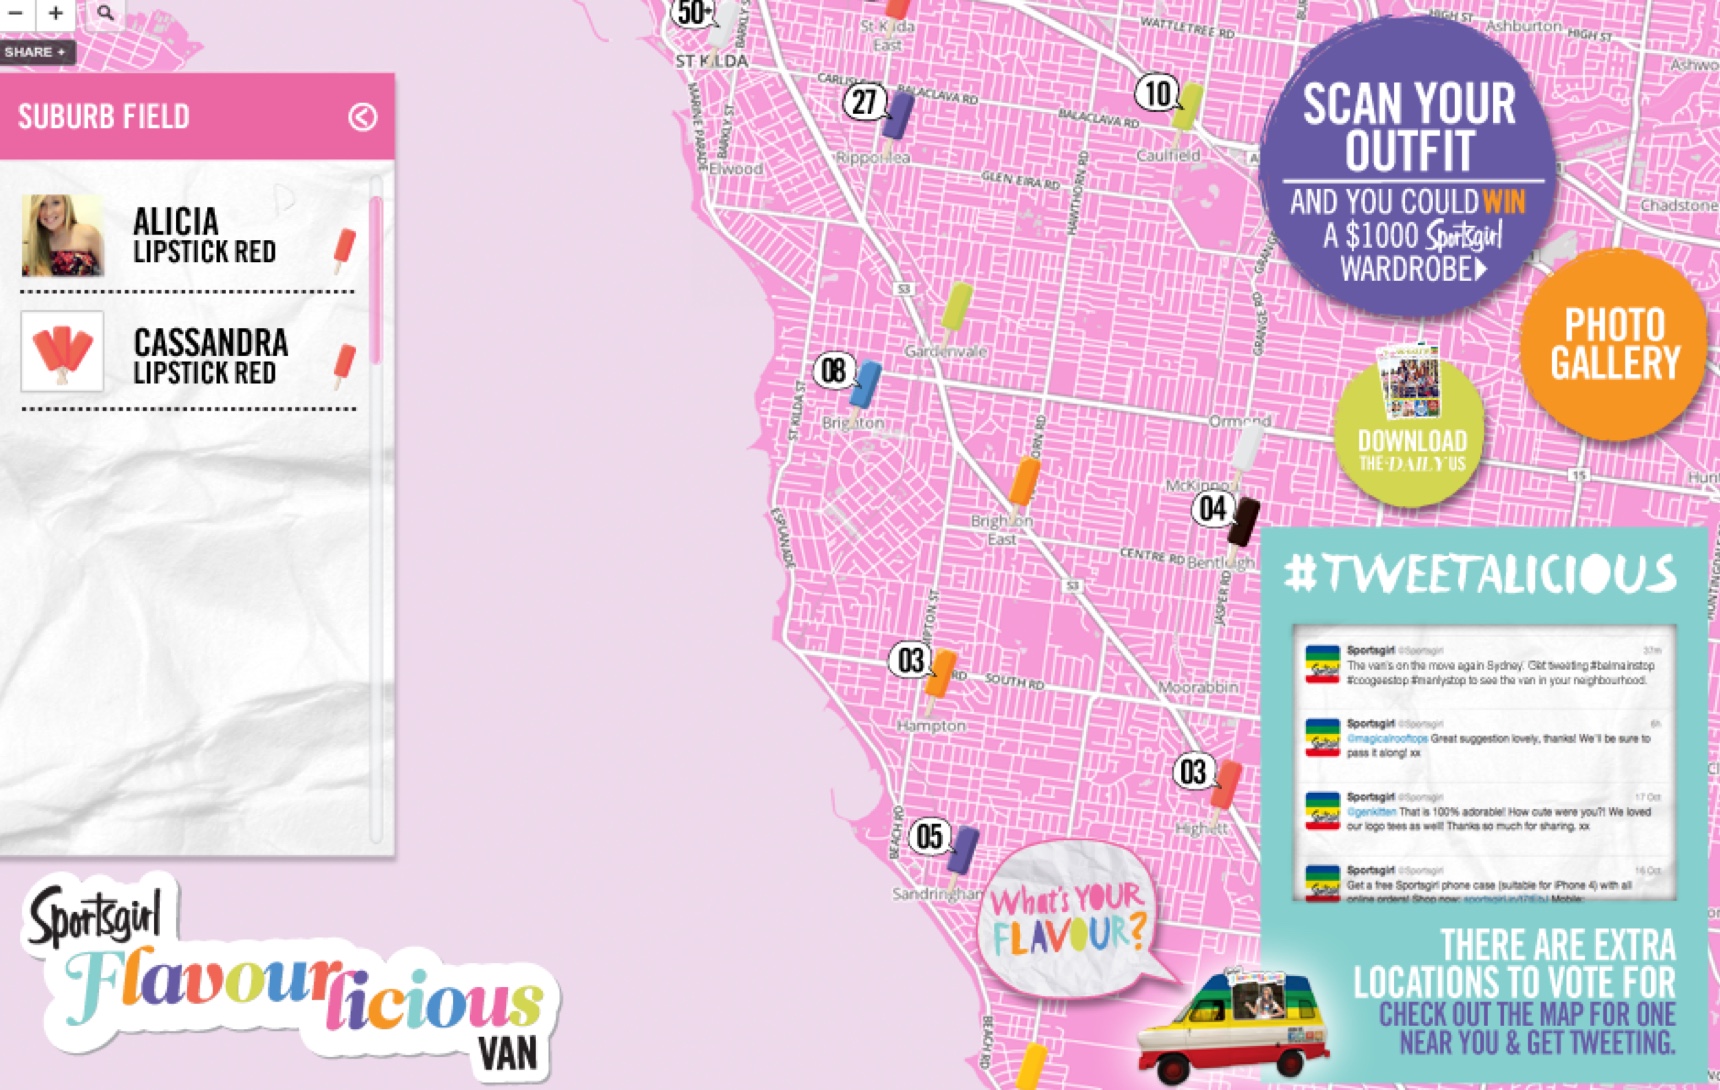 SHARE +
SUBURB FIELD
ALICIA
LIPSTICK RED
CASSANDRA
LIPSTICK RED
Sportsgirl
Flavourlicious
VAN
50+
ST KILDA
St Kilda
East
BARKLY S
MARINE PARADE
BARKLY ST
Elwood
27
BALACLAVA RD
Ripponlea
GLEN EIRA RD
WATTLETREE RD
10
BALACLAVA RD
Caulfield
HAWTHORN RD
HIGH ST
Ashburton
HIGH ST
Ashwo
Chadstone
S3
Gardenvale
GRANGE RD
08
Brighton
ST KILDA ST
Ormond
McKinnon
04
Brighton
East
CENTRE RD
Bentleigh
JASPER RD
ESPLANADE
S3
15
Hunt
03
RD
SOUTH RD
Hampton
Moorabbin
03
Highett
05
BEACH RD
Sandringham
BEACH RD
What's YOUR
FLAVOUR?
SCAN YOUR
OUTFIT
AND YOU COULD WIN
A $1000 Sportsgirl
WARDROBE
PHOTO
GALLERY
DOWNLOAD
THE DAILY US
#TWEETALICIOUS
Sportsgirl @Sportsgirl 37m
The van's on the move again Sydney. Get tweeting #balmainstop
#coogeestop #manlystop to see the van in your neighbourhood.
Sportsgirl @Sportsgirl 6h
@magicalrooftops Great suggestion lovely, thanks! We'll be sure to
pass it along! xx
Sportsgirl @Sportsgirl 17 Oct
@genkitten That is 100% adorable! How cute were you?! We loved
our logo tees as well! Thanks so much for sharing. xx
Sportsgirl @Sportsgirl 16 Oct
Get a free Sportsgirl phone case (suitable for iPhone 4) with all
online orders! Shop now: Mobile:
THERE ARE EXTRA
LOCATIONS TO VOTE FOR
CHECK OUT THE MAP FOR ONE
NEAR YOU & GET TWEETING.